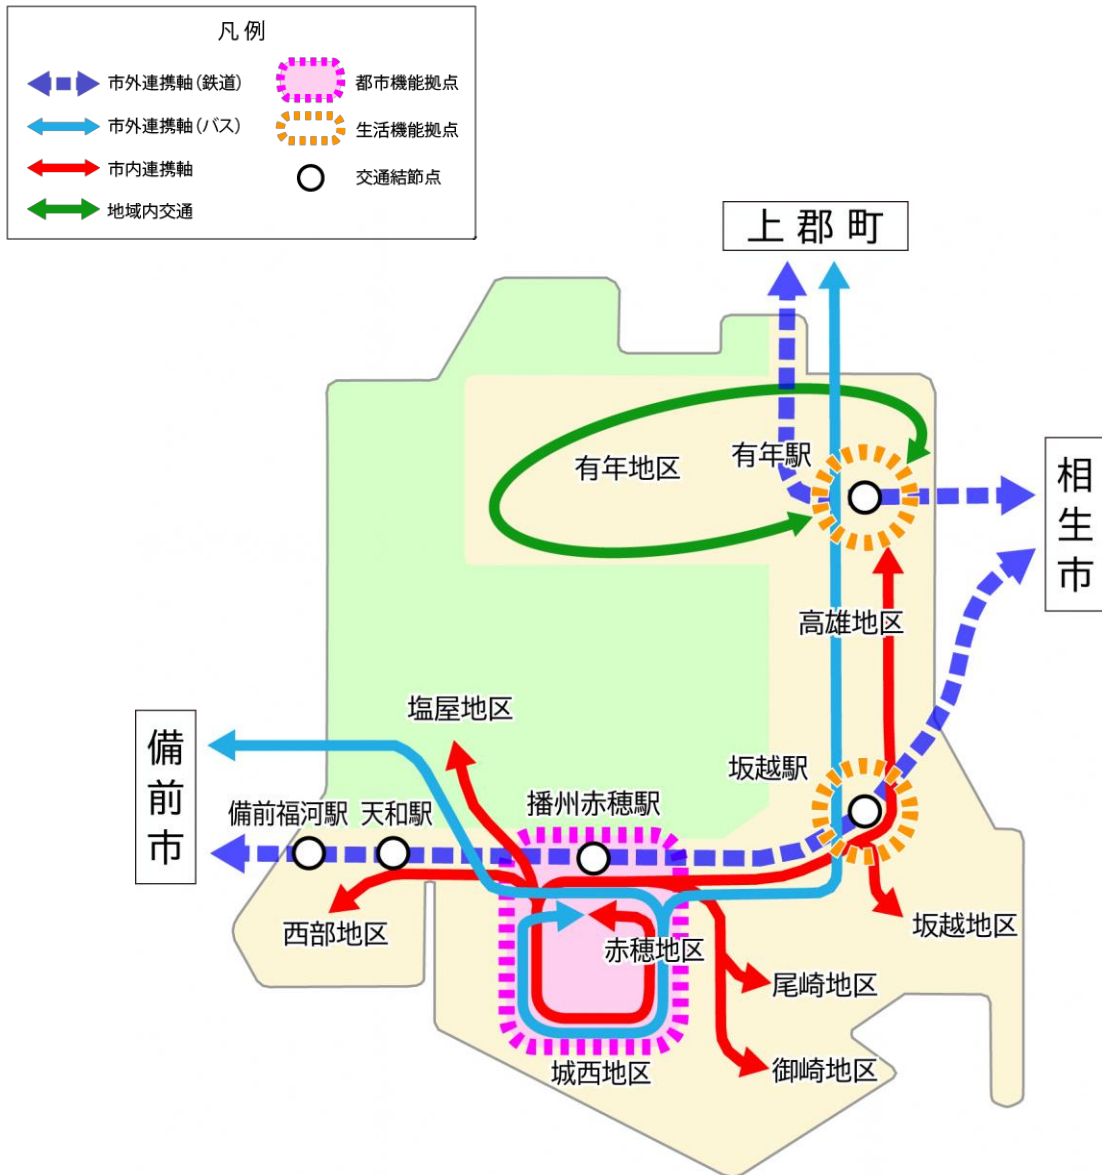 凡例
市外連携軸(鉄道)
都市機能拠点
市外連携軸(バス)
生活機能拠点
市内連携軸
交通結節点
地域内交通
上郡町
有年駅
有年地区
相生市
高雄地区
塩屋地区
備前市
坂越駅
播州赤穂駅
備前福河駅
天和駅
西部地区
赤穂地区
坂越地区
尾崎地区
城西地区
御崎地区